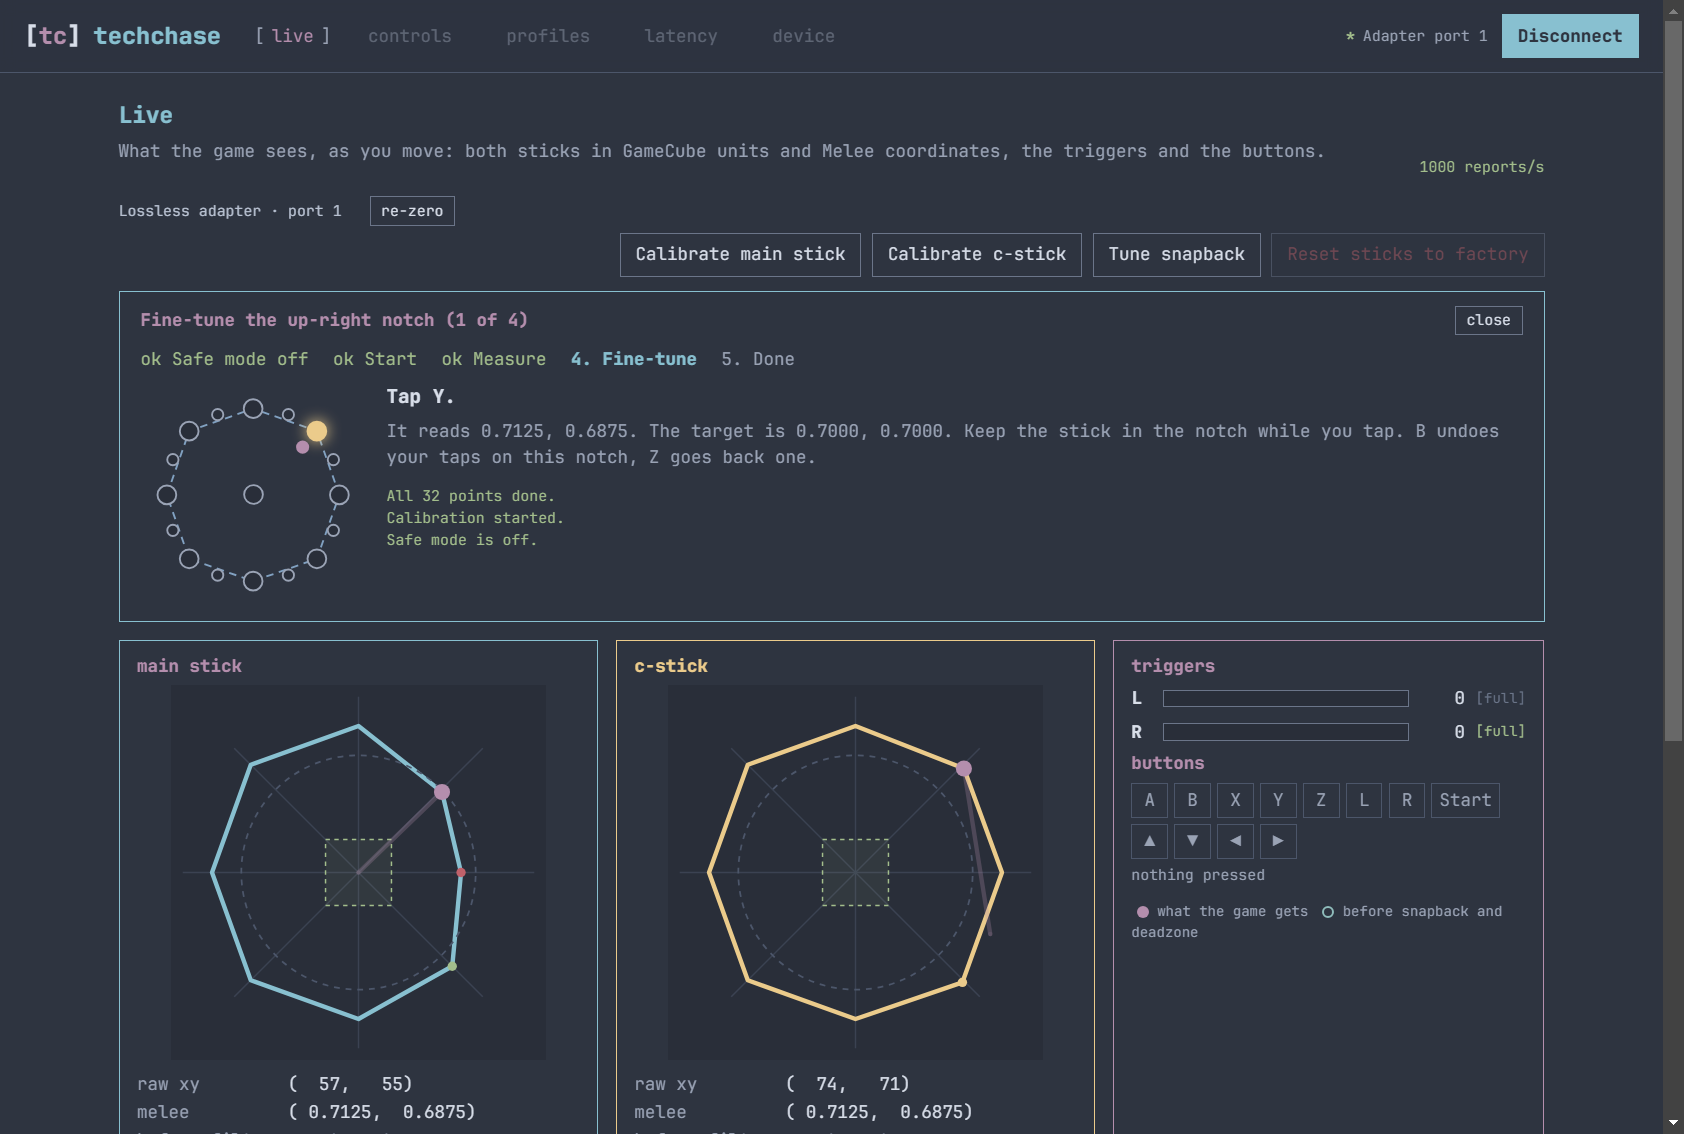 [tc] techchase [ live ] controls profiles latency device * Adapter port 1 Disconnect
Live
What the game sees, as you move: both sticks in GameCube units and Melee coordinates, the triggers and the buttons.
1000 reports/s
Lossless adapter · port 1 re-zero
Calibrate main stick Calibrate c-stick Tune snapback Reset sticks to factory
Fine-tune the up-right notch (1 of 4) close
ok Safe mode off ok Start ok Measure 4. Fine-tune 5. Done
Tap Y.
It reads 0.7125, 0.6875. The target is 0.7000, 0.7000. Keep the stick in the notch while you tap. B undoes
your taps on this notch, Z goes back one.
All 32 points done.
Calibration started.
Safe mode is off.
main stick
raw xy ( 57, 55)
melee ( 0.7125, 0.6875)
c-stick
raw xy ( 74, 71)
melee ( 0.7125, 0.6875)
triggers
L 0 [full]
R 0 [full]
buttons
A B X Y Z L R Start
▲ ▼ ◀ ▶
nothing pressed
what the game gets before snapback and
deadzone